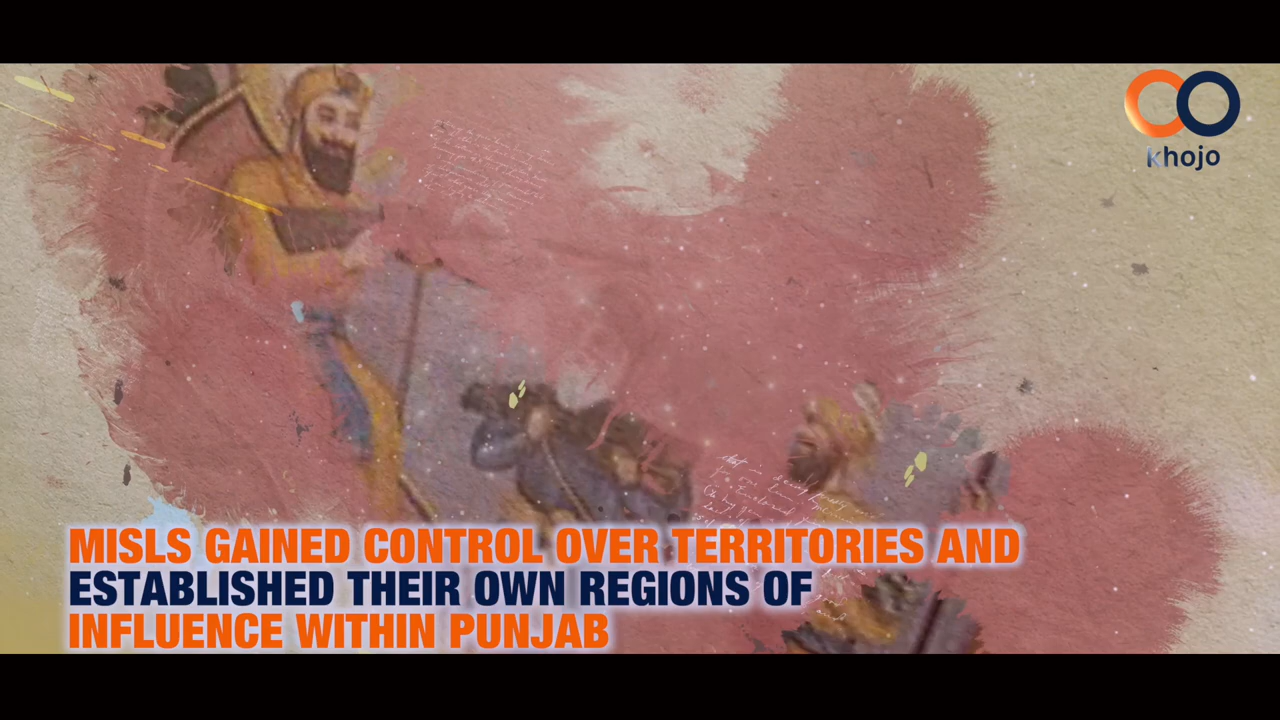 khojo
MISLS GAINED CONTROL OVER TERRITORIES AND
ESTABLISHED THEIR OWN REGIONS OF
INFLUENCE WITHIN PUNJAB